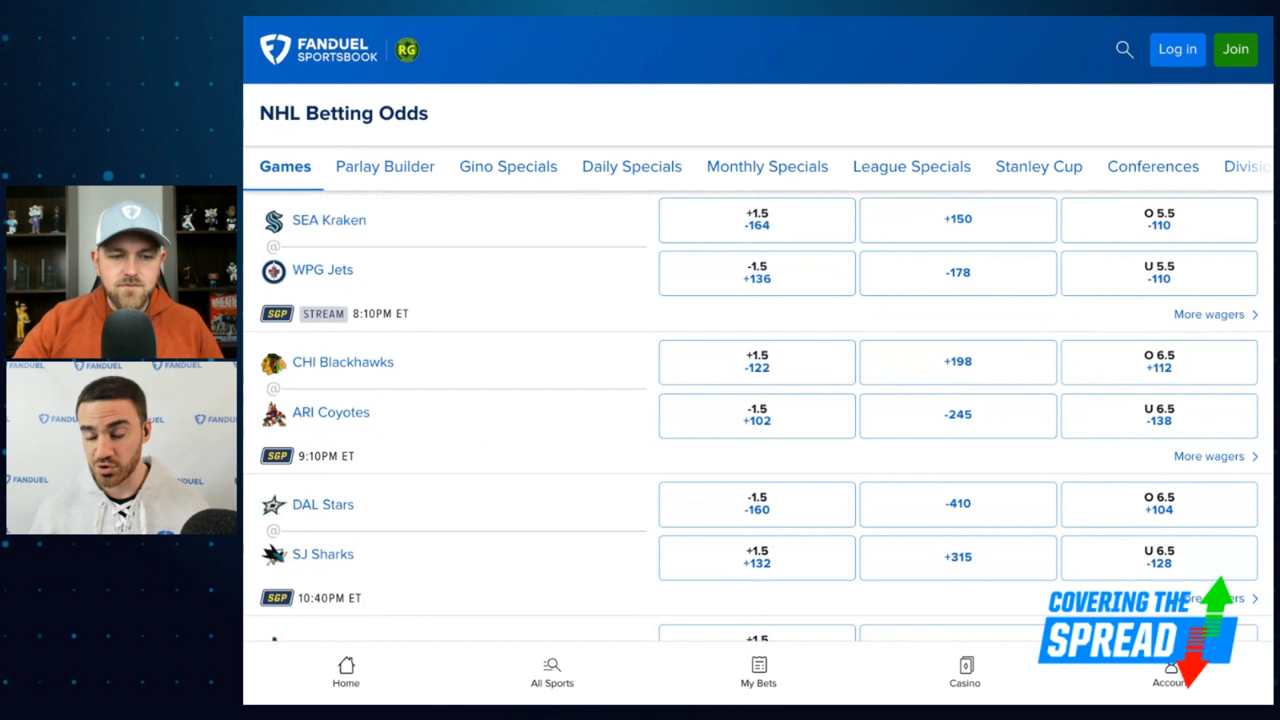 FANDUEL
SPORTSBOOK
RG
Log in
Join
NHL Betting Odds
Games
Parlay Builder
Gino Specials
Daily Specials
Monthly Specials
League Specials
Stanley Cup
Conferences
SEA Kraken
+1.5
-164
+150
O 5.5
-110
@
WPG Jets
-1.5
+136
-178
U 5.5
-110
SGP STREAM 8:10PM ET
More wagers
CHI Blackhawks
+1.5
-122
+198
O 6.5
+112
@
ARI Coyotes
-1.5
+102
-245
U 6.5
-138
SGP 9:10PM ET
More wagers
DAL Stars
-1.5
-160
-410
O 6.5
+104
@
SJ Sharks
+1.5
+132
+315
U 6.5
-128
SGP 10:40PM ET
+1.5
COVERING THE
SPREAD
Home
All Sports
My Bets
Casino
FANDUEL
FANDUEL
FANDUEL